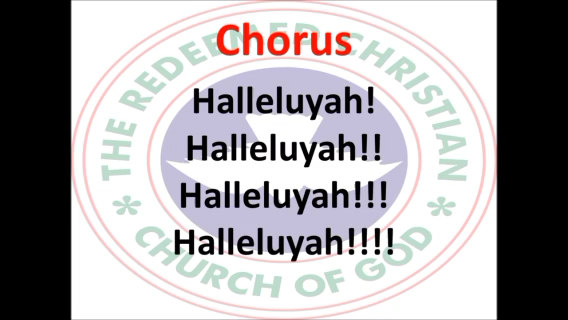 Chorus
Halleluyah!
Halleluyah!!
Halleluyah!!!
Halleluyah!!!!
THE REDEEMED CHRISTIAN
* CHURCH OF GOD *